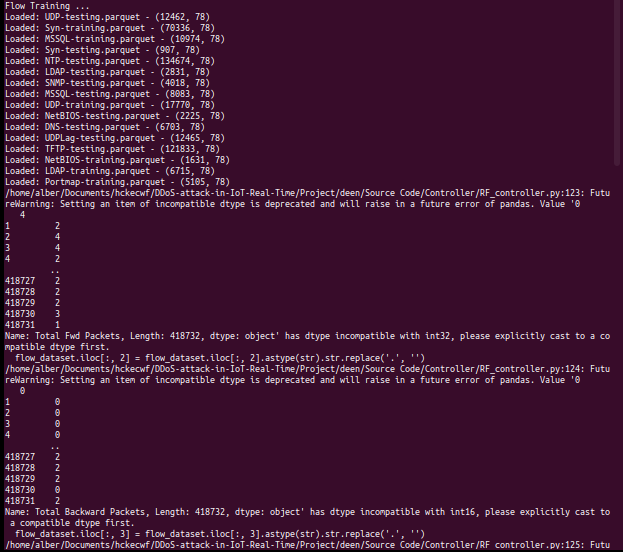 Flow Training ...
Loaded: UDP-testing.parquet - (12462, 78)
Loaded: Syn-training.parquet - (70336, 78)
Loaded: MSSQL-training.parquet - (10974, 78)
Loaded: Syn-testing.parquet - (907, 78)
Loaded: NTP-testing.parquet - (134674, 78)
Loaded: LDAP-testing.parquet - (2831, 78)
Loaded: SNMP-testing.parquet - (4018, 78)
Loaded: MSSQL-testing.parquet - (8083, 78)
Loaded: UDP-training.parquet - (17770, 78)
Loaded: NetBIOS-testing.parquet - (2225, 78)
Loaded: DNS-testing.parquet - (6703, 78)
Loaded: UDPLag-testing.parquet - (12465, 78)
Loaded: TFTP-testing.parquet - (121833, 78)
Loaded: NetBIOS-training.parquet - (1631, 78)
Loaded: LDAP-training.parquet - (6715, 78)
Loaded: Portmap-training.parquet - (5105, 78)
/home/alber/Documents/hckecwf/DDoS-attack-in-IoT-Real-Time/Project/deen/Source Code/Controller/RF_controller.py:123: Futu
reWarning: Setting an item of incompatible dtype is deprecated and will raise in a future error of pandas. Value '0
4
1 2
2 4
3 4
4 2
..
418727 2
418728 2
418729 2
418730 3
418731 1
Name: Total Fwd Packets, Length: 418732, dtype: object' has dtype incompatible with int32, please explicitly cast to a co
mpatible dtype first.
flow_dataset.iloc[:, 2] = flow_dataset.iloc[:, 2].astype(str).str.replace('.', '')
/home/alber/Documents/hckecwf/DDoS-attack-in-IoT-Real-Time/Project/deen/Source Code/Controller/RF_controller.py:124: Futu
reWarning: Setting an item of incompatible dtype is deprecated and will raise in a future error of pandas. Value '0
0
1 0
2 0
3 0
4 0
..
418727 2
418728 2
418729 2
418730 0
418731 2
Name: Total Backward Packets, Length: 418732, dtype: object' has dtype incompatible with int16, please explicitly cast to
a compatible dtype first.
flow_dataset.iloc[:, 3] = flow_dataset.iloc[:, 3].astype(str).str.replace('.', '')
/home/alber/Documents/hckecwf/DDoS-attack-in-IoT-Real-Time/Project/deen/Source Code/Controller/RF_controller.py:125: Futu